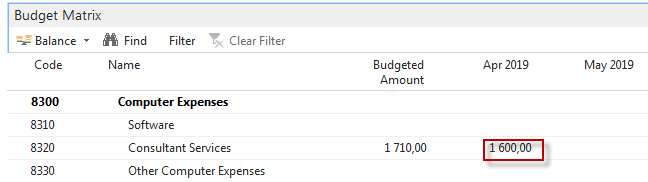 Budget Matrix
Balance Find Filter Clear Filter
Code Name Budgeted Amount Apr 2019 May 2019
8300 Computer Expenses
8310 Software
8320 Consultant Services 1 710,00 1 600,00
8330 Other Computer Expenses